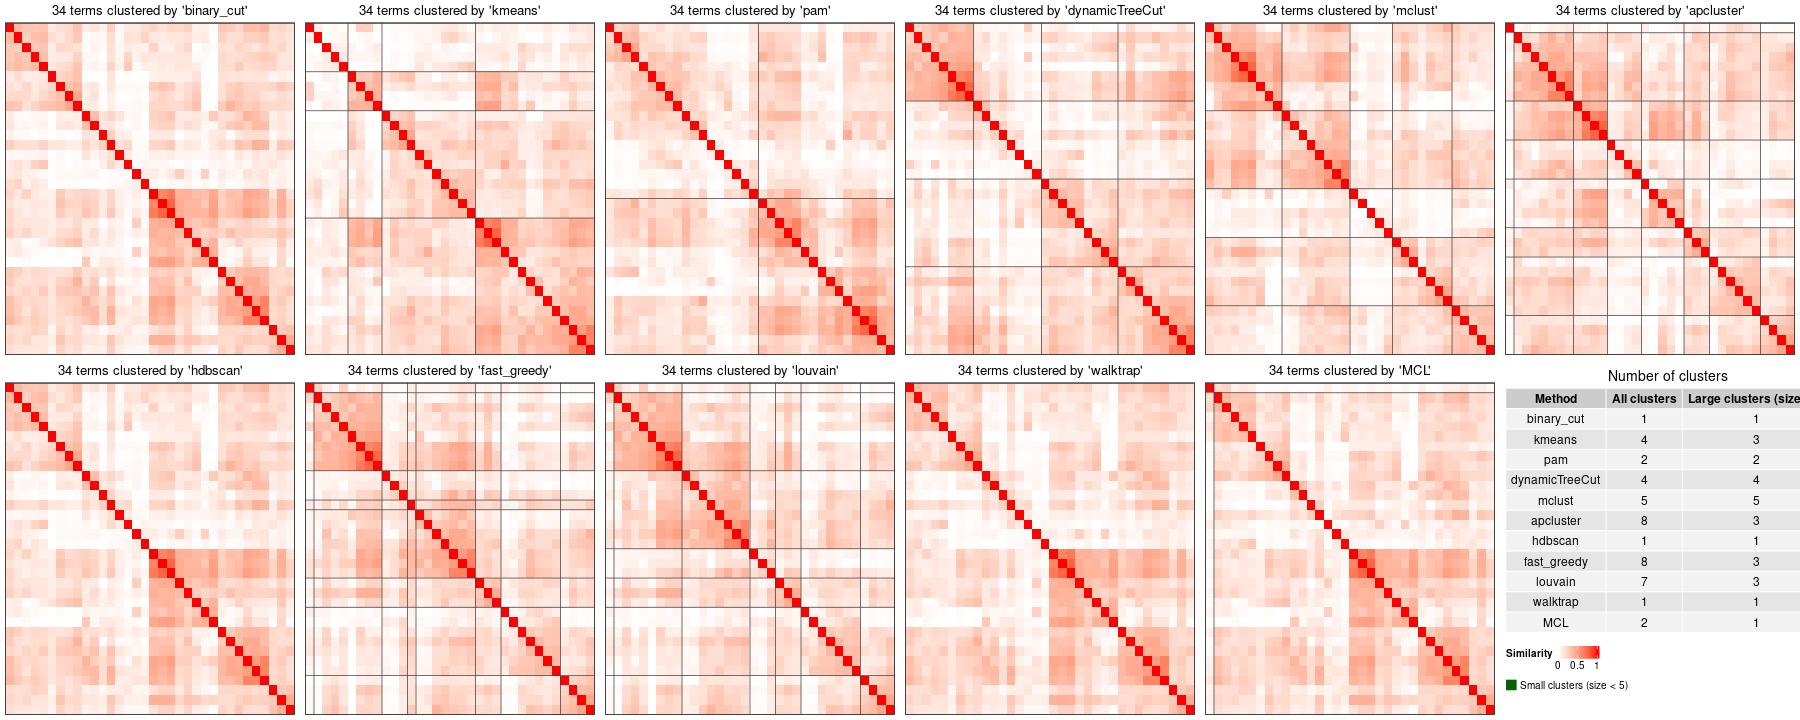 34 terms clustered by 'binary_cut'
34 terms clustered by 'kmeans'
34 terms clustered by 'pam'
34 terms clustered by 'dynamicTreeCut'
34 terms clustered by 'mclust'
34 terms clustered by 'apcluster'
34 terms clustered by 'hdbscan'
34 terms clustered by 'fast_greedy'
34 terms clustered by 'louvain'
34 terms clustered by 'walktrap'
34 terms clustered by 'MCL'
Number of clusters
Method All clusters Large clusters (size
binary_cut 1 1
kmeans 4 3
pam 2 2
dynamicTreeCut 4 4
mclust 5 5
apcluster 8 3
hdbscan 1 1
fast_greedy 8 3
louvain 7 3
walktrap 1 1
MCL 2 1
Similarity
0 0.5 1
Small clusters (size < 5)